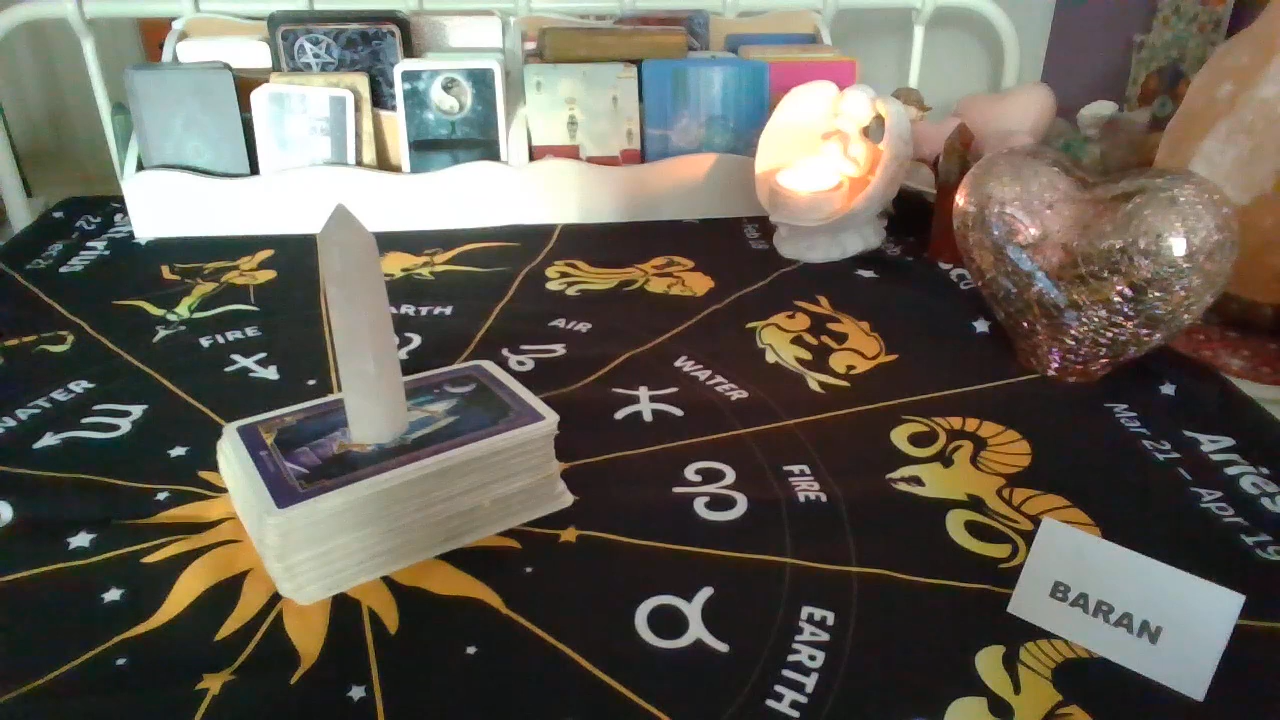 FIRE
EARTH
AIR
WATER
WATER
FIRE
Mar 21 – Apr 19
Aries
BARAN
EARTH